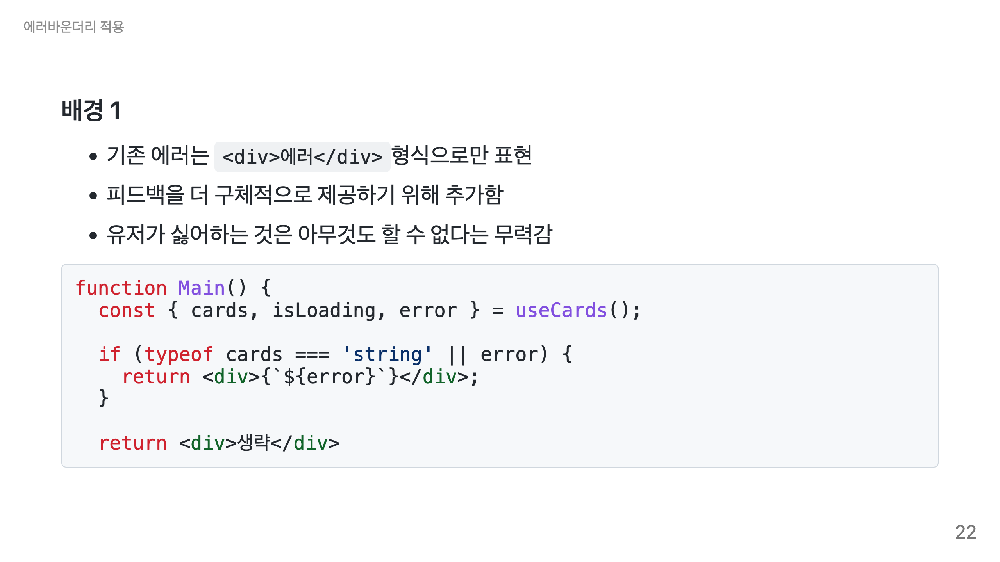 에러바운더리 적용
배경 1
• 기존 에러는 <div>에러</div> 형식으로만 표현
• 피드백을 더 구체적으로 제공하기 위해 추가함
• 유저가 싫어하는 것은 아무것도 할 수 없다는 무력감
function Main() {
  const { cards, isLoading, error } = useCards();

  if (typeof cards === 'string' || error) {
    return <div>{`${error}`}</div>;
  }

  return <div>생략</div>
22